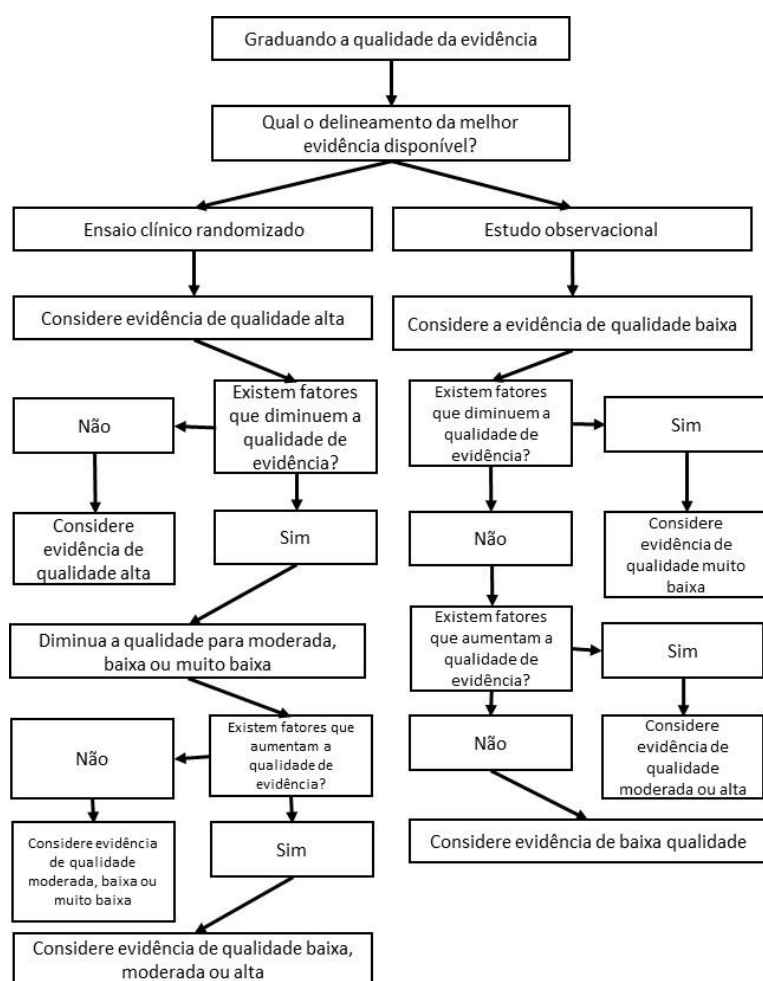 Graduando a qualidade da evidência
Qual o delineamento da melhor
evidência disponível?
Ensaio clínico randomizado
Estudo observacional
Considere evidência de qualidade alta
Considere a evidência de qualidade baixa
Existem fatores
que diminuem a
qualidade de
evidência?
Não
Existem fatores
que diminuem a
qualidade de
evidência?
Sim
Considere
evidência de
qualidade alta
Sim
Não
Considere
evidência de
qualidade muito
baixa
Diminua a qualidade para moderada,
baixa ou muito baixa
Existem fatores
que aumentam a
qualidade de
evidência?
Sim
Não
Existem fatores que
aumentam a
qualidade de
evidência?
Não
Considere
evidência de
qualidade
moderada ou alta
Considere evidência
de qualidade
moderada, baixa ou
muito baixa
Sim
Considere evidência de baixa qualidade
Considere evidência de qualidade baixa,
moderada ou alta